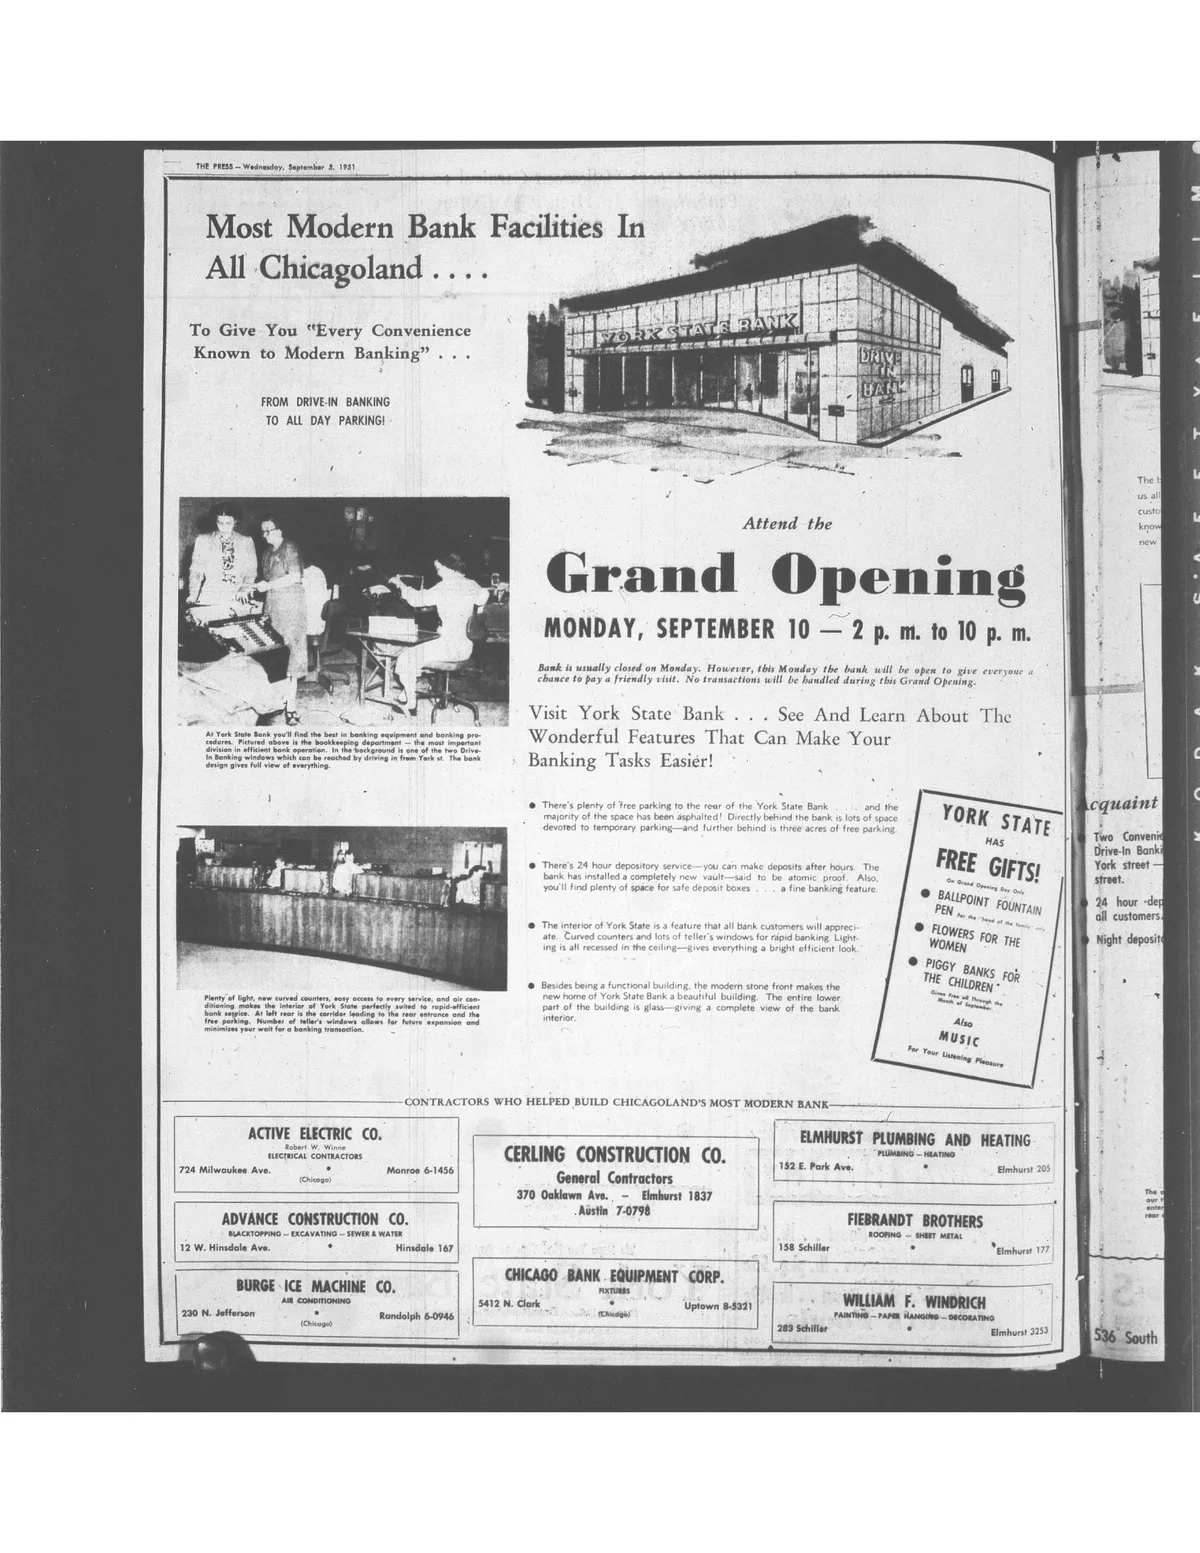 THE PRESS — Wednesday, September 5, 1951
Most Modern Bank Facilities In
All Chicagoland . . . .
To Give You "Every Convenience
Known to Modern Banking" . . .
FROM DRIVE-IN BANKING
TO ALL DAY PARKING!
YORK STATE BANK
DRIVE
IN
BANK
At York State Bank you'll find the best in banking equipment and banking pro-
cedures. Pictured above is the bookkeeping department — the most important
division in efficient bank operation. In the background is one of the two Drive-
In Banking windows which can be reached by driving in from York st. The bank
design gives full view of everything.
Plenty of light, new curved counters, easy access to every service, and air con-
ditioning makes the interior of York State perfectly suited to rapid-efficient
bank service. At left rear is the corridor leading to the rear entrance and the
free parking. Number of teller's windows allows for future expansion and
minimizes your wait for a banking transaction.
Attend the
Grand Opening
MONDAY, SEPTEMBER 10 — 2 p. m. to 10 p. m.
Bank is usually closed on Monday. However, this Monday the bank will be open to give everyone a
chance to pay a friendly visit. No transactions will be handled during this Grand Opening.
Visit York State Bank . . . See And Learn About The
Wonderful Features That Can Make Your
Banking Tasks Easier!
● There's plenty of free parking to the rear of the York State Bank . . . and the
majority of the space has been asphalted! Directly behind the bank is lots of space
devoted to temporary parking—and further behind is three acres of free parking.
● There's 24 hour depository service—you can make deposits after hours. The
bank has installed a completely new vault—said to be atomic proof. Also,
you'll find plenty of space for safe deposit boxes . . . a fine banking feature.
● The interior of York State is a feature that all bank customers will appreci-
ate. Curved counters and lots of teller's windows for rapid banking. Light-
ing is all recessed in the ceiling—gives everything a bright efficient look.
● Besides being a functional building, the modern stone front makes the
new home of York State Bank a beautiful building. The entire lower
part of the building is glass—giving a complete view of the bank
interior.
YORK STATE
HAS
FREE GIFTS!
On Grand Opening Day Only
● BALLPOINT FOUNTAIN
PEN For the "head of the family" only
● FLOWERS FOR THE
WOMEN
● PIGGY BANKS FOR
THE CHILDREN
Given Free all Through the
Month of September
Also
MUSIC
For Your Listening Pleasure
CONTRACTORS WHO HELPED BUILD CHICAGOLAND'S MOST MODERN BANK
ACTIVE ELECTRIC CO.
Robert W. Winne
ELECTRICAL CONTRACTORS
724 Milwaukee Ave. • Monroe 6-1456
(Chicago)
ADVANCE CONSTRUCTION CO.
BLACKTOPPING — EXCAVATING — SEWER & WATER
12 W. Hinsdale Ave. • Hinsdale 167
BURGE ICE MACHINE CO.
AIR CONDITIONING
230 N. Jefferson • Randolph 6-0946
(Chicago)
CERLING CONSTRUCTION CO.
General Contractors
370 Oaklawn Ave. — Elmhurst 1837
Austin 7-0798
CHICAGO BANK EQUIPMENT CORP.
FIXTURES
5412 N. Clark • Uptown 8-5321
(Chicago)
ELMHURST PLUMBING AND HEATING
PLUMBING — HEATING
152 E. Park Ave. • Elmhurst 205
FIEBRANDT BROTHERS
ROOFING — SHEET METAL
158 Schiller • Elmhurst 177
WILLIAM F. WINDRICH
PAINTING — PAPER HANGING — DECORATING
283 Schiller • Elmhurst 3253
The b
us all
custo
know
new
Acquaint
Two Convenie
Drive-In Banki
York street —
street.
24 hour dep
all customers.
Night deposit
The a
our r
enter
rear
536 South